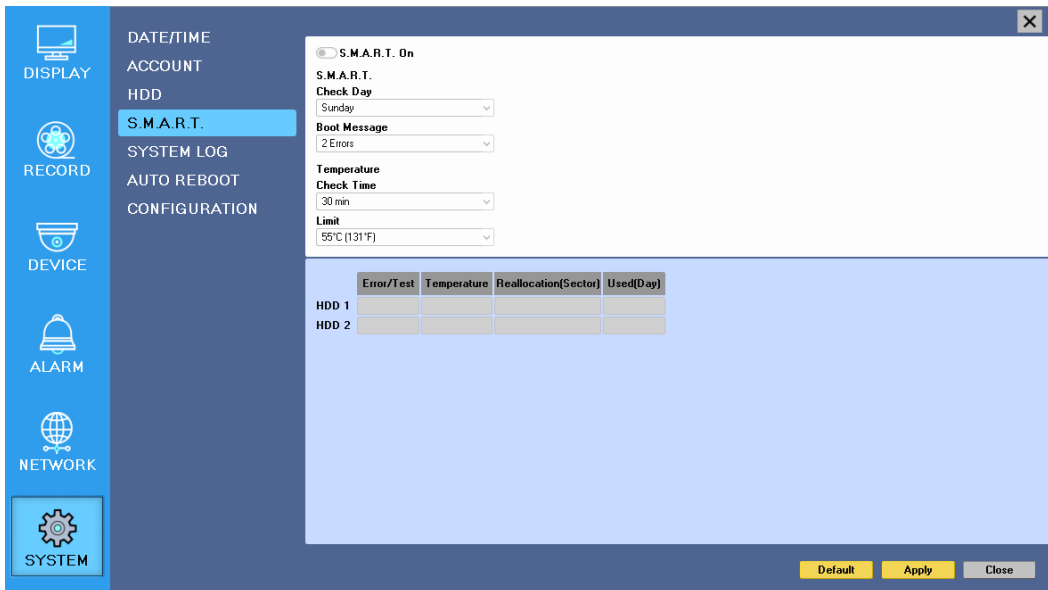 DISPLAY
RECORD
DEVICE
ALARM
NETWORK
SYSTEM
DATE/TIME
ACCOUNT
HDD
S.M.A.R.T.
SYSTEM LOG
AUTO REBOOT
CONFIGURATION
S.M.A.R.T. On
S.M.A.R.T.
Check Day
Sunday
Boot Message
2 Errors
Temperature
Check Time
30 min
Limit
55°C (131°F)
Error/Test Temperature Reallocation(Sector) Used(Day)
HDD 1
HDD 2
Default Apply Close